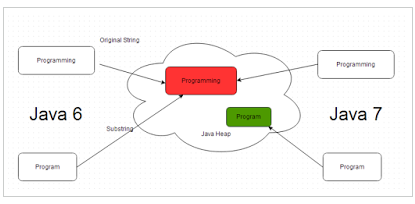 Original String
Programming
Programming
Programming
Java 6
Java 7
Program
Substring
Java Heap
Program
Program